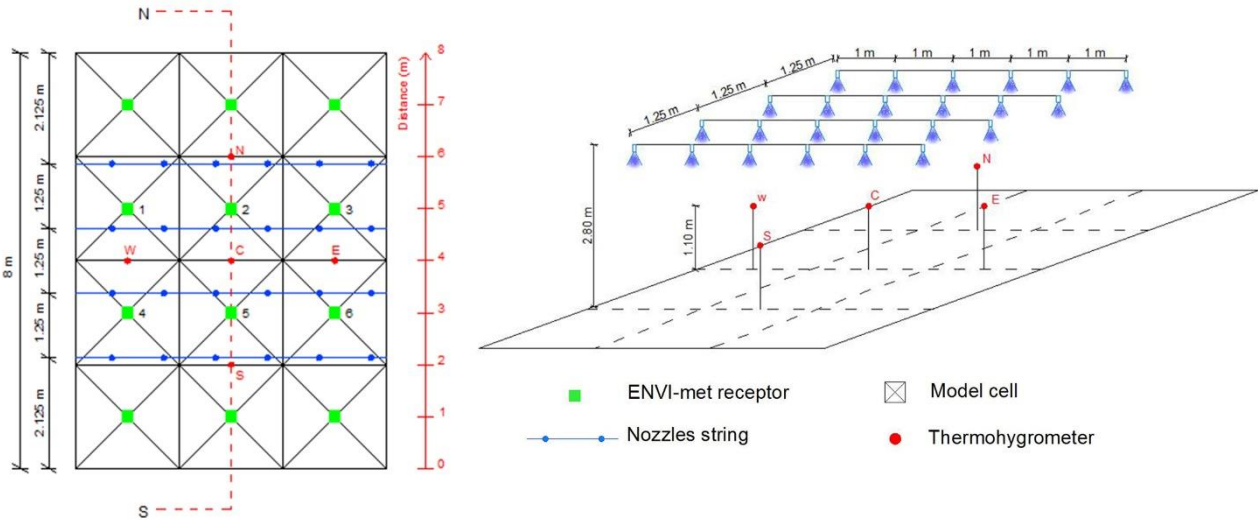 N
8 m
2.125 m
1.25 m
1.25 m
1.25 m
2.125 m
N
1
2
3
W
C
E
4
5
6
S
S
Distance (m)
8
7
6
5
4
3
2
1
0
1 m
1 m
1 m
1 m
1 m
1.25 m
1.25 m
1.25 m
2.80 m
1.10 m
N
w
C
E
S
ENVI-met receptor
Model cell
Nozzles string
Thermohygrometer